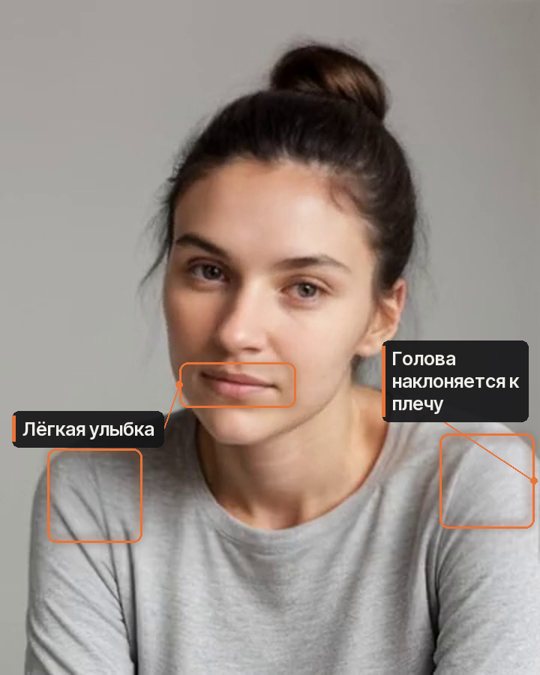 Голова
наклоняется к
плечу
Лёгкая улыбка